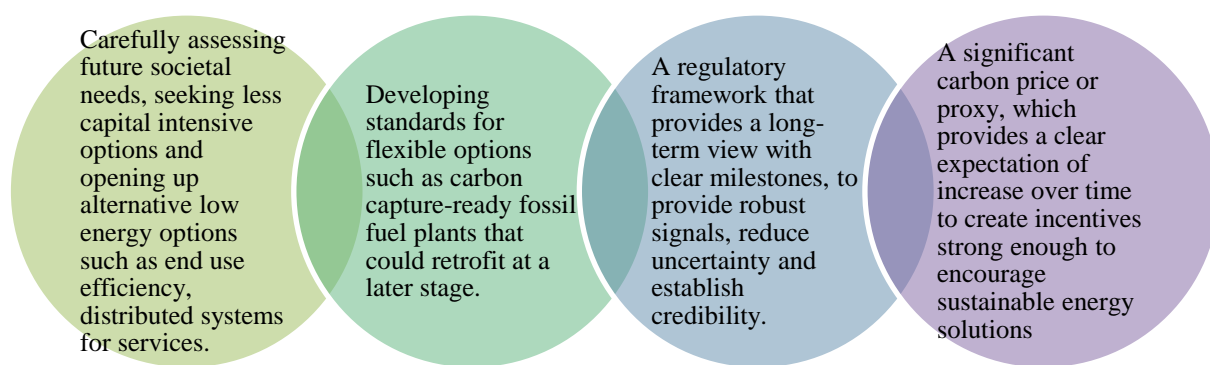 Carefully assessing
future societal
needs, seeking less
capital intensive
options and
opening up
alternative low
energy options
such as end use
efficiency,
distributed systems
for services.
Developing
standards for
flexible options
such as carbon
capture-ready fossil
fuel plants that
could retrofit at a
later stage.
A regulatory
framework that
provides a long-
term view with
clear milestones, to
provide robust
signals, reduce
uncertainty and
establish
credibility.
A significant
carbon price or
proxy, which
provides a clear
expectation of
increase over time
to create incentives
strong enough to
encourage
sustainable energy
solutions